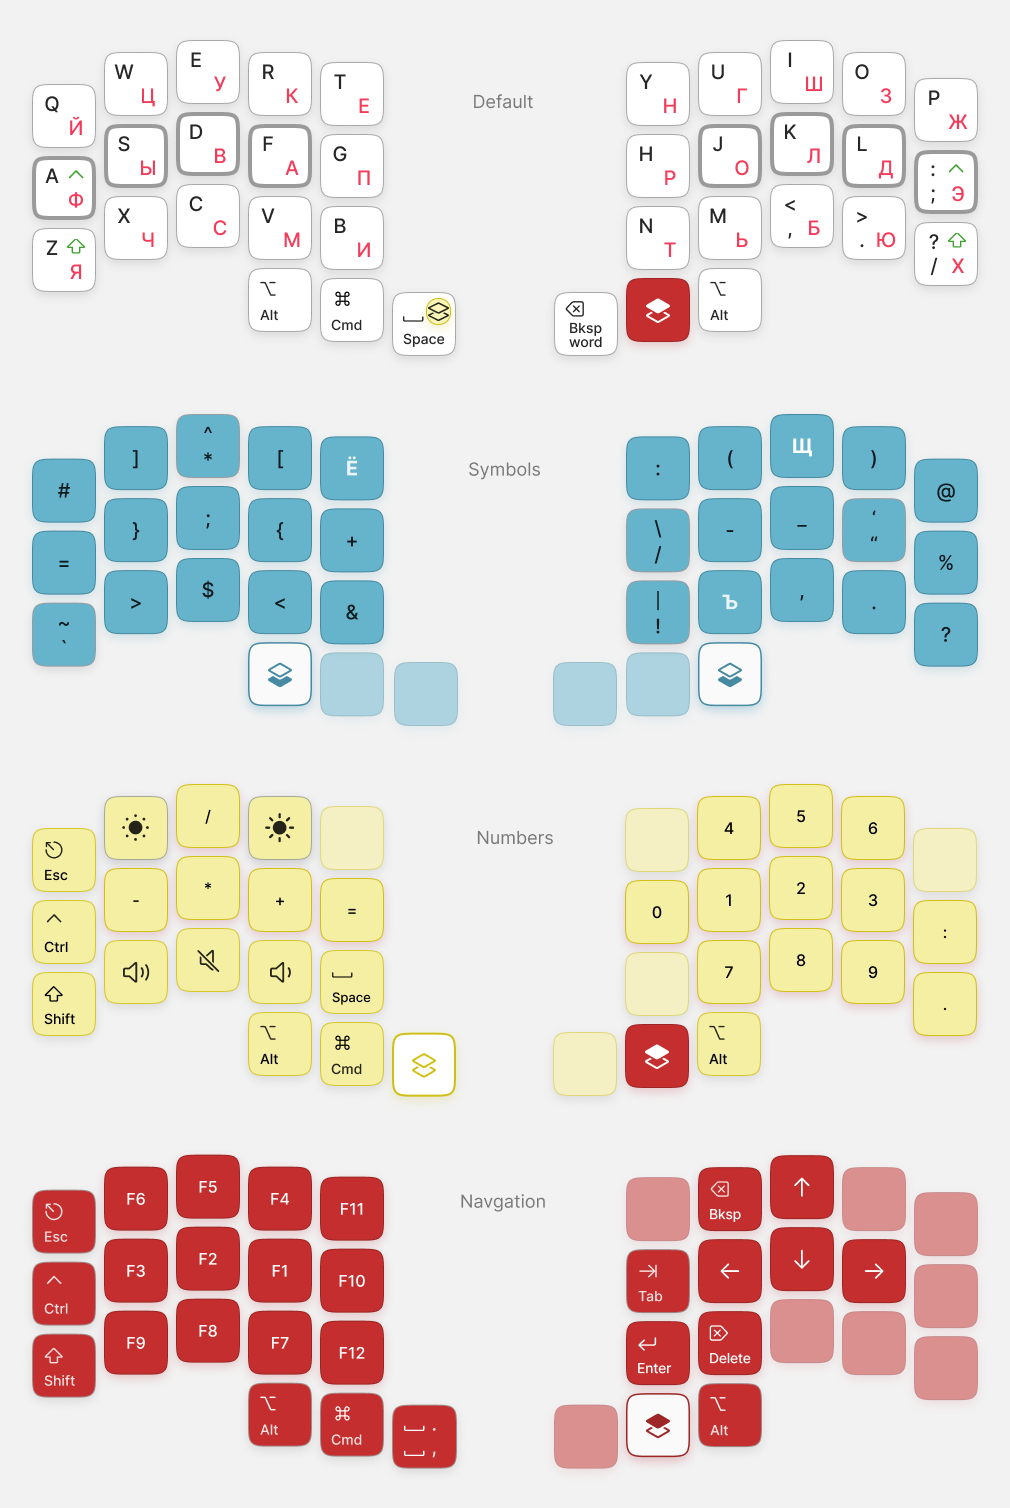 Default
Q Й
W Ц
E У
R К
T Е
Y Н
U Г
I Ш
O З
P Ж
A Ф
S Ы
D В
F А
G П
H Р
J О
K Л
L Д
: ; Э
Z Я
X Ч
C С
V М
B И
N Т
M Ь
< , Б
> . Ю
? / Х
Alt
Cmd
Space
Bksp
word
Alt
Symbols
#
]
^
*
[
Ё
:
(
Щ
)
@
=
}
;
{
+
\
/
-
_
‘
“
%
~
`
>
$
<
&
|
!
Ъ
,
.
?
Numbers
Esc
/
4
5
6
Ctrl
-
*
+
=
0
1
2
3
:
Shift
Space
7
8
9
.
Alt
Cmd
Alt
Navgation
Esc
F6
F5
F4
F11
Bksp
Ctrl
F3
F2
F1
F10
Tab
Shift
F9
F8
F7
F12
Enter
Delete
Alt
Cmd
.
,
Alt